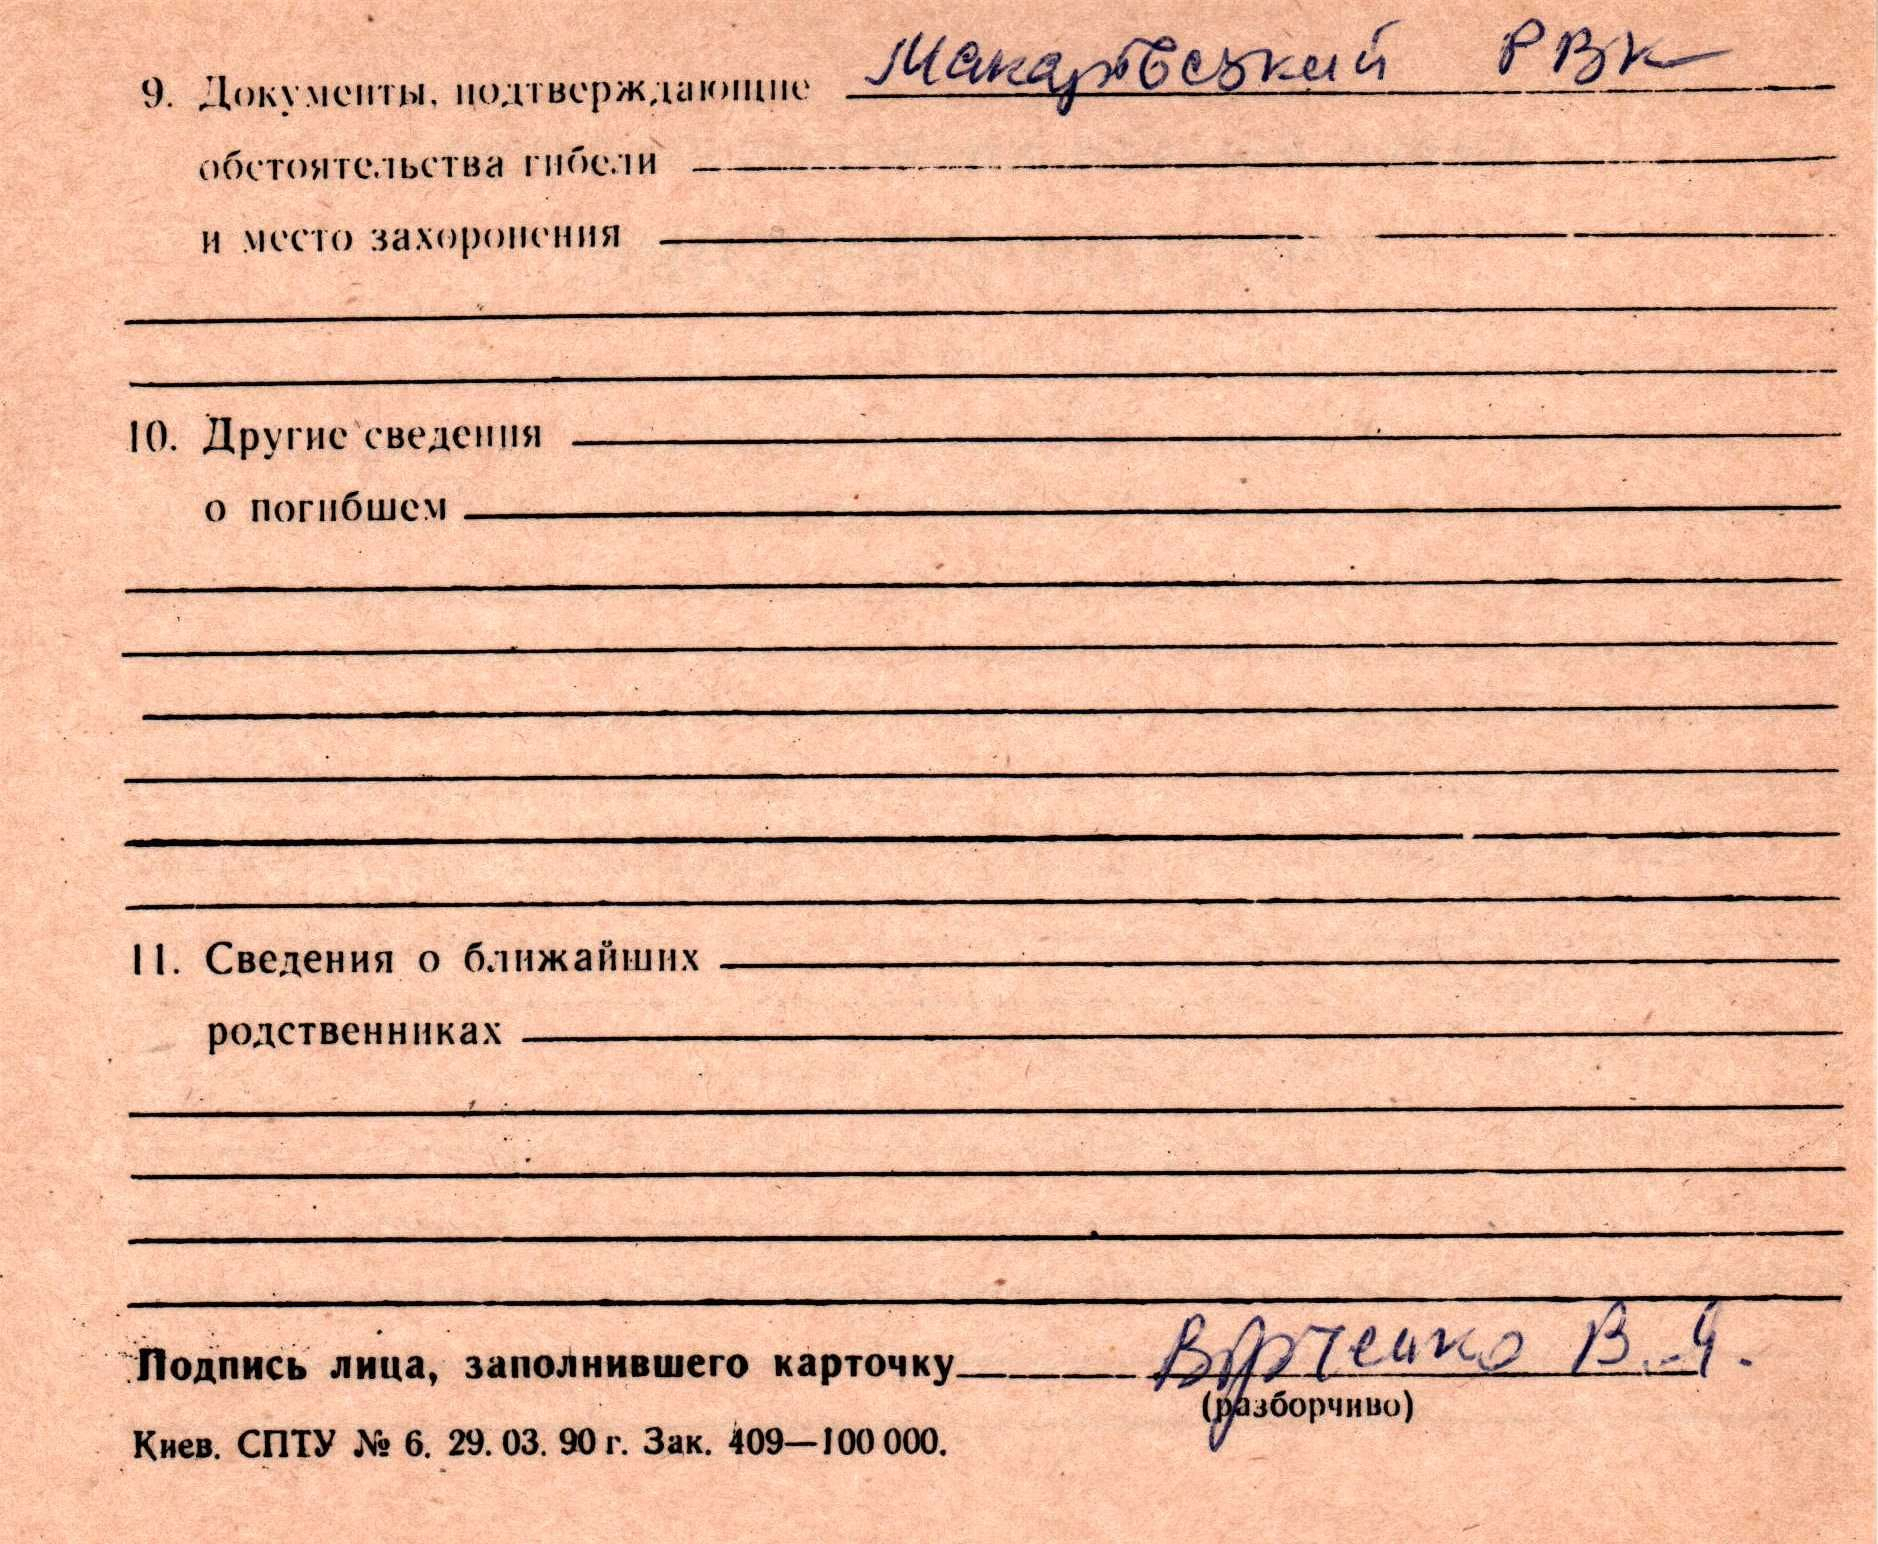 9. Документы, подтверждающие Макарівський РВК
обстоятельства гибели
и место захоронения
10. Другие сведения
о погибшем
11. Сведения о ближайших
родственниках
Подпись лица, заполнившего карточку В. Я.
(разборчиво)
Киев. СПТУ № 6. 29. 03. 90 г. Зак. 409—100 000.